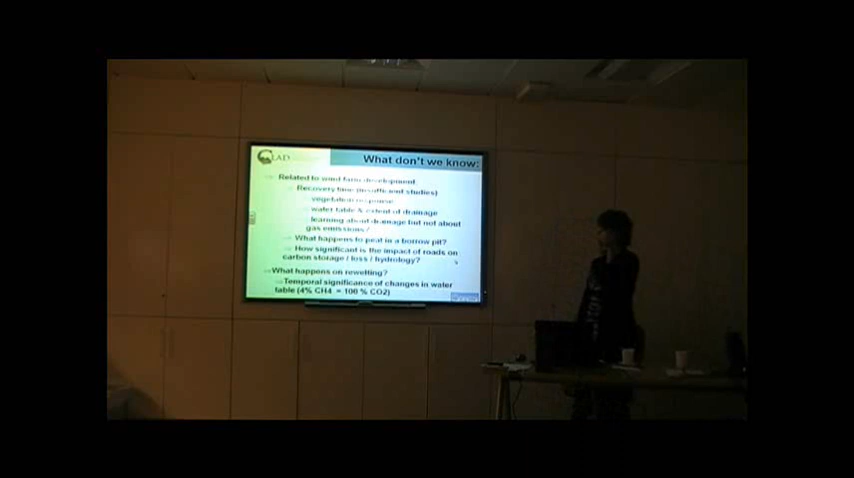 CLAD
What don't we know:
Related to wind farm development
Recovery time (insufficient studies)
vegetation response
water table & extent of drainage
learning about drainage but not about
gas emissions?
What happens to peat in a borrow pit?
How significant is the impact of roads on
carbon storage / loss / hydrology?
What happens on rewetting?
Temporal significance of changes in water
table (4% CH4 = 100 % CO2)